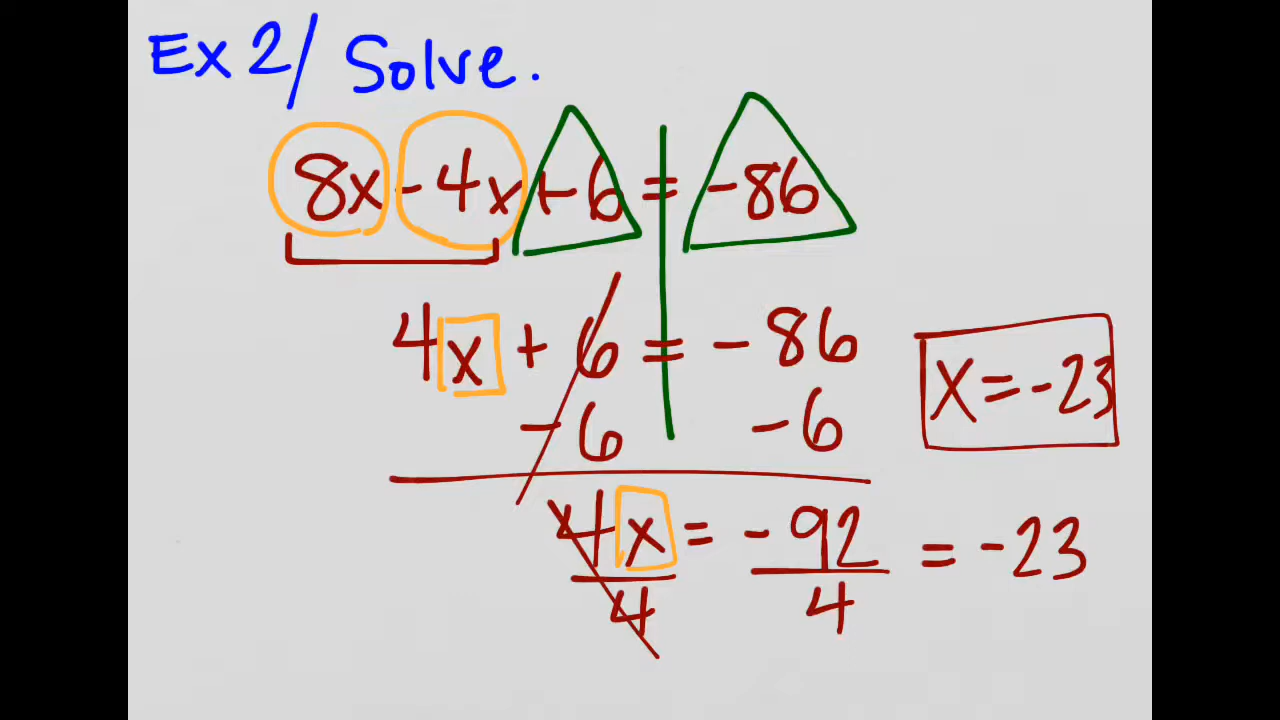 Ex 2/ Solve.
8x - 4x + 6 = - 86
4x + 6 = - 86
- 6 - 6
x = -23
4x = - 92 = - 23
4 4